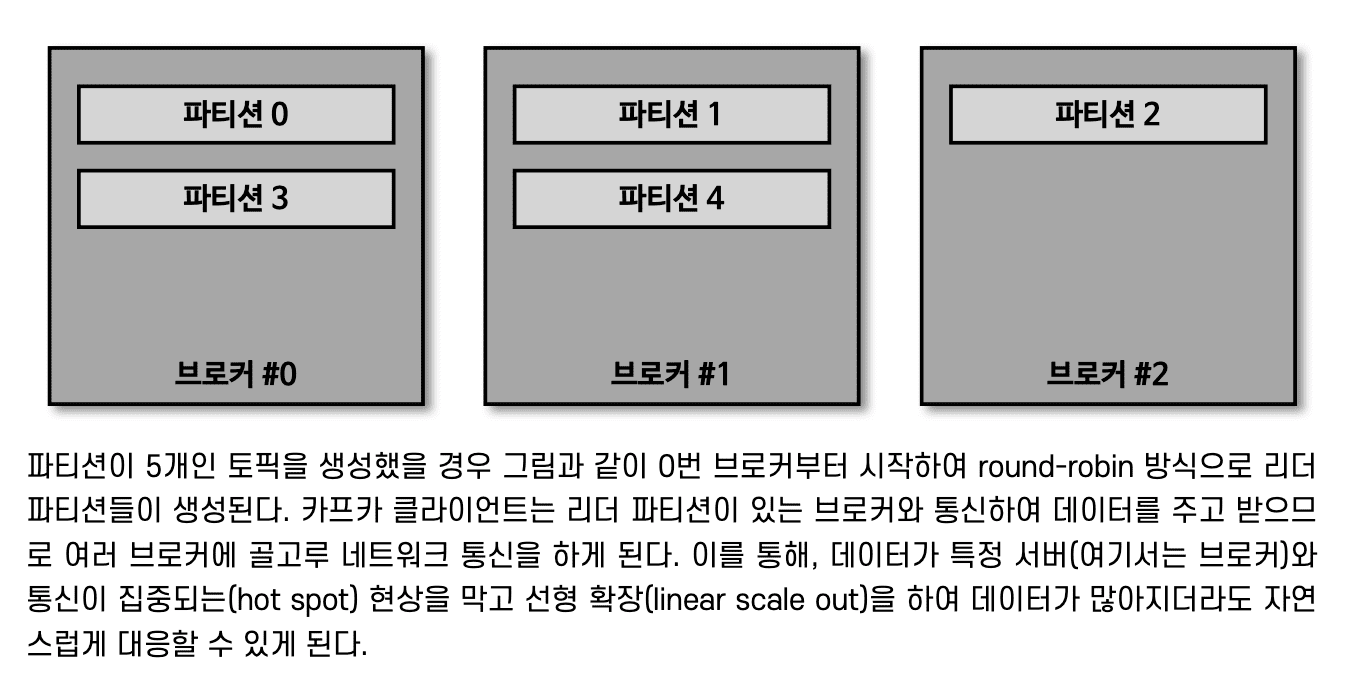 파티션 0
파티션 3
브로커 #0
파티션 1
파티션 4
브로커 #1
파티션 2
브로커 #2
파티션이 5개인 토픽을 생성했을 경우 그림과 같이 0번 브로커부터 시작하여 round-robin 방식으로 리더
파티션들이 생성된다. 카프카 클라이언트는 리더 파티션이 있는 브로커와 통신하여 데이터를 주고 받으므
로 여러 브로커에 골고루 네트워크 통신을 하게 된다. 이를 통해, 데이터가 특정 서버(여기서는 브로커)와
통신이 집중되는(hot spot) 현상을 막고 선형 확장(linear scale out)을 하여 데이터가 많아지더라도 자연
스럽게 대응할 수 있게 된다.